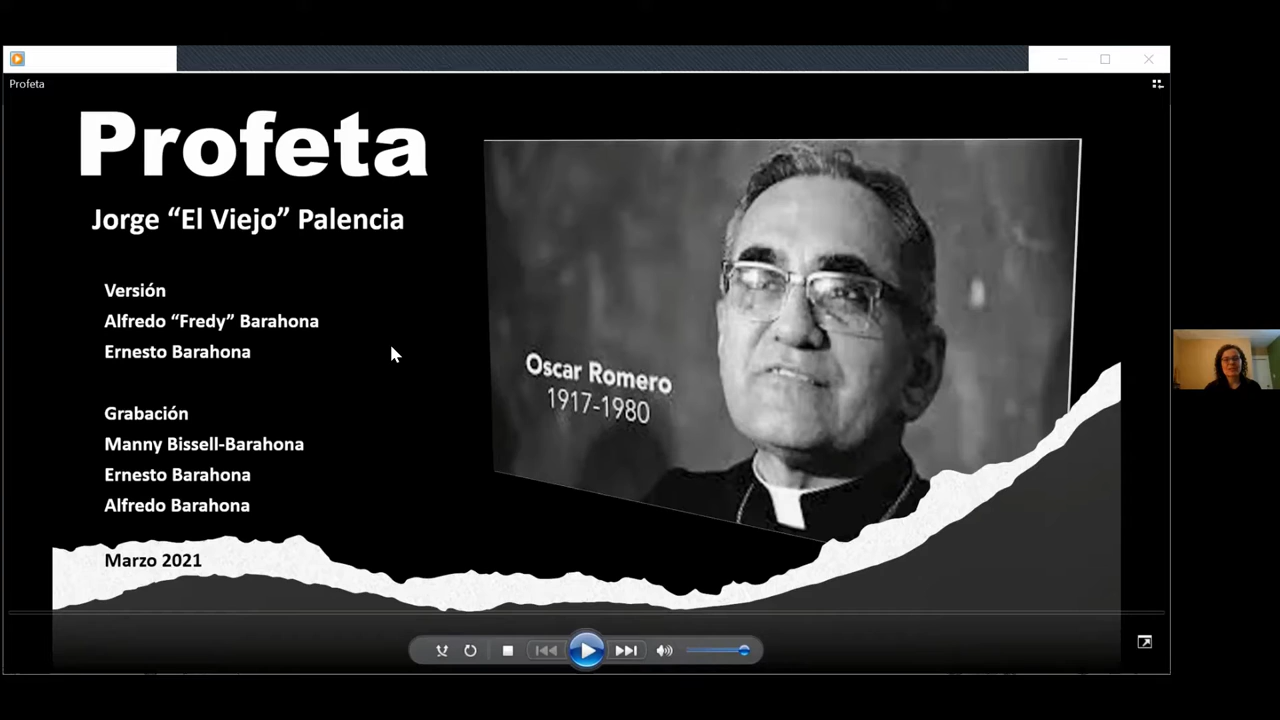 Profeta
Profeta
Jorge “El Viejo” Palencia
Versión
Alfredo “Fredy” Barahona
Ernesto Barahona
Grabación
Manny Bissell-Barahona
Ernesto Barahona
Alfredo Barahona
Marzo 2021
Oscar Romero
1917-1980